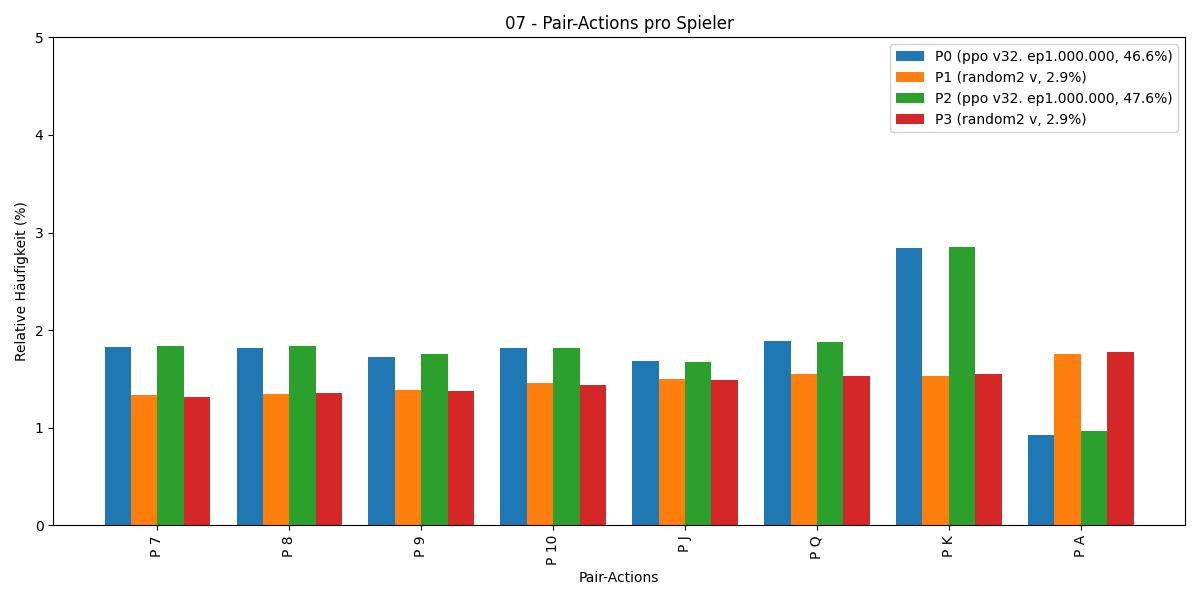 07 - Pair-Actions pro Spieler
P0 (ppo v32. ep1.000.000, 46.6%)
P1 (random2 v, 2.9%)
P2 (ppo v32. ep1.000.000, 47.6%)
P3 (random2 v, 2.9%)
Relative Häufigkeit (%)
5
4
3
2
1
0
P 7
P 8
P 9
P 10
P J
P Q
P K
P A
Pair-Actions